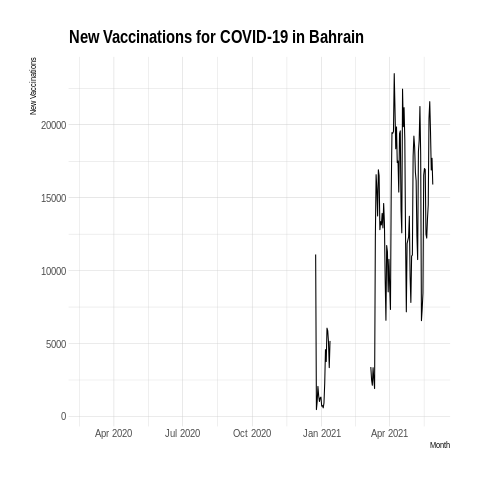 New Vaccinations for COVID-19 in Bahrain
New Vaccinations
20000
15000
10000
5000
0
Apr 2020 Jul 2020 Oct 2020 Jan 2021 Apr 2021
Month